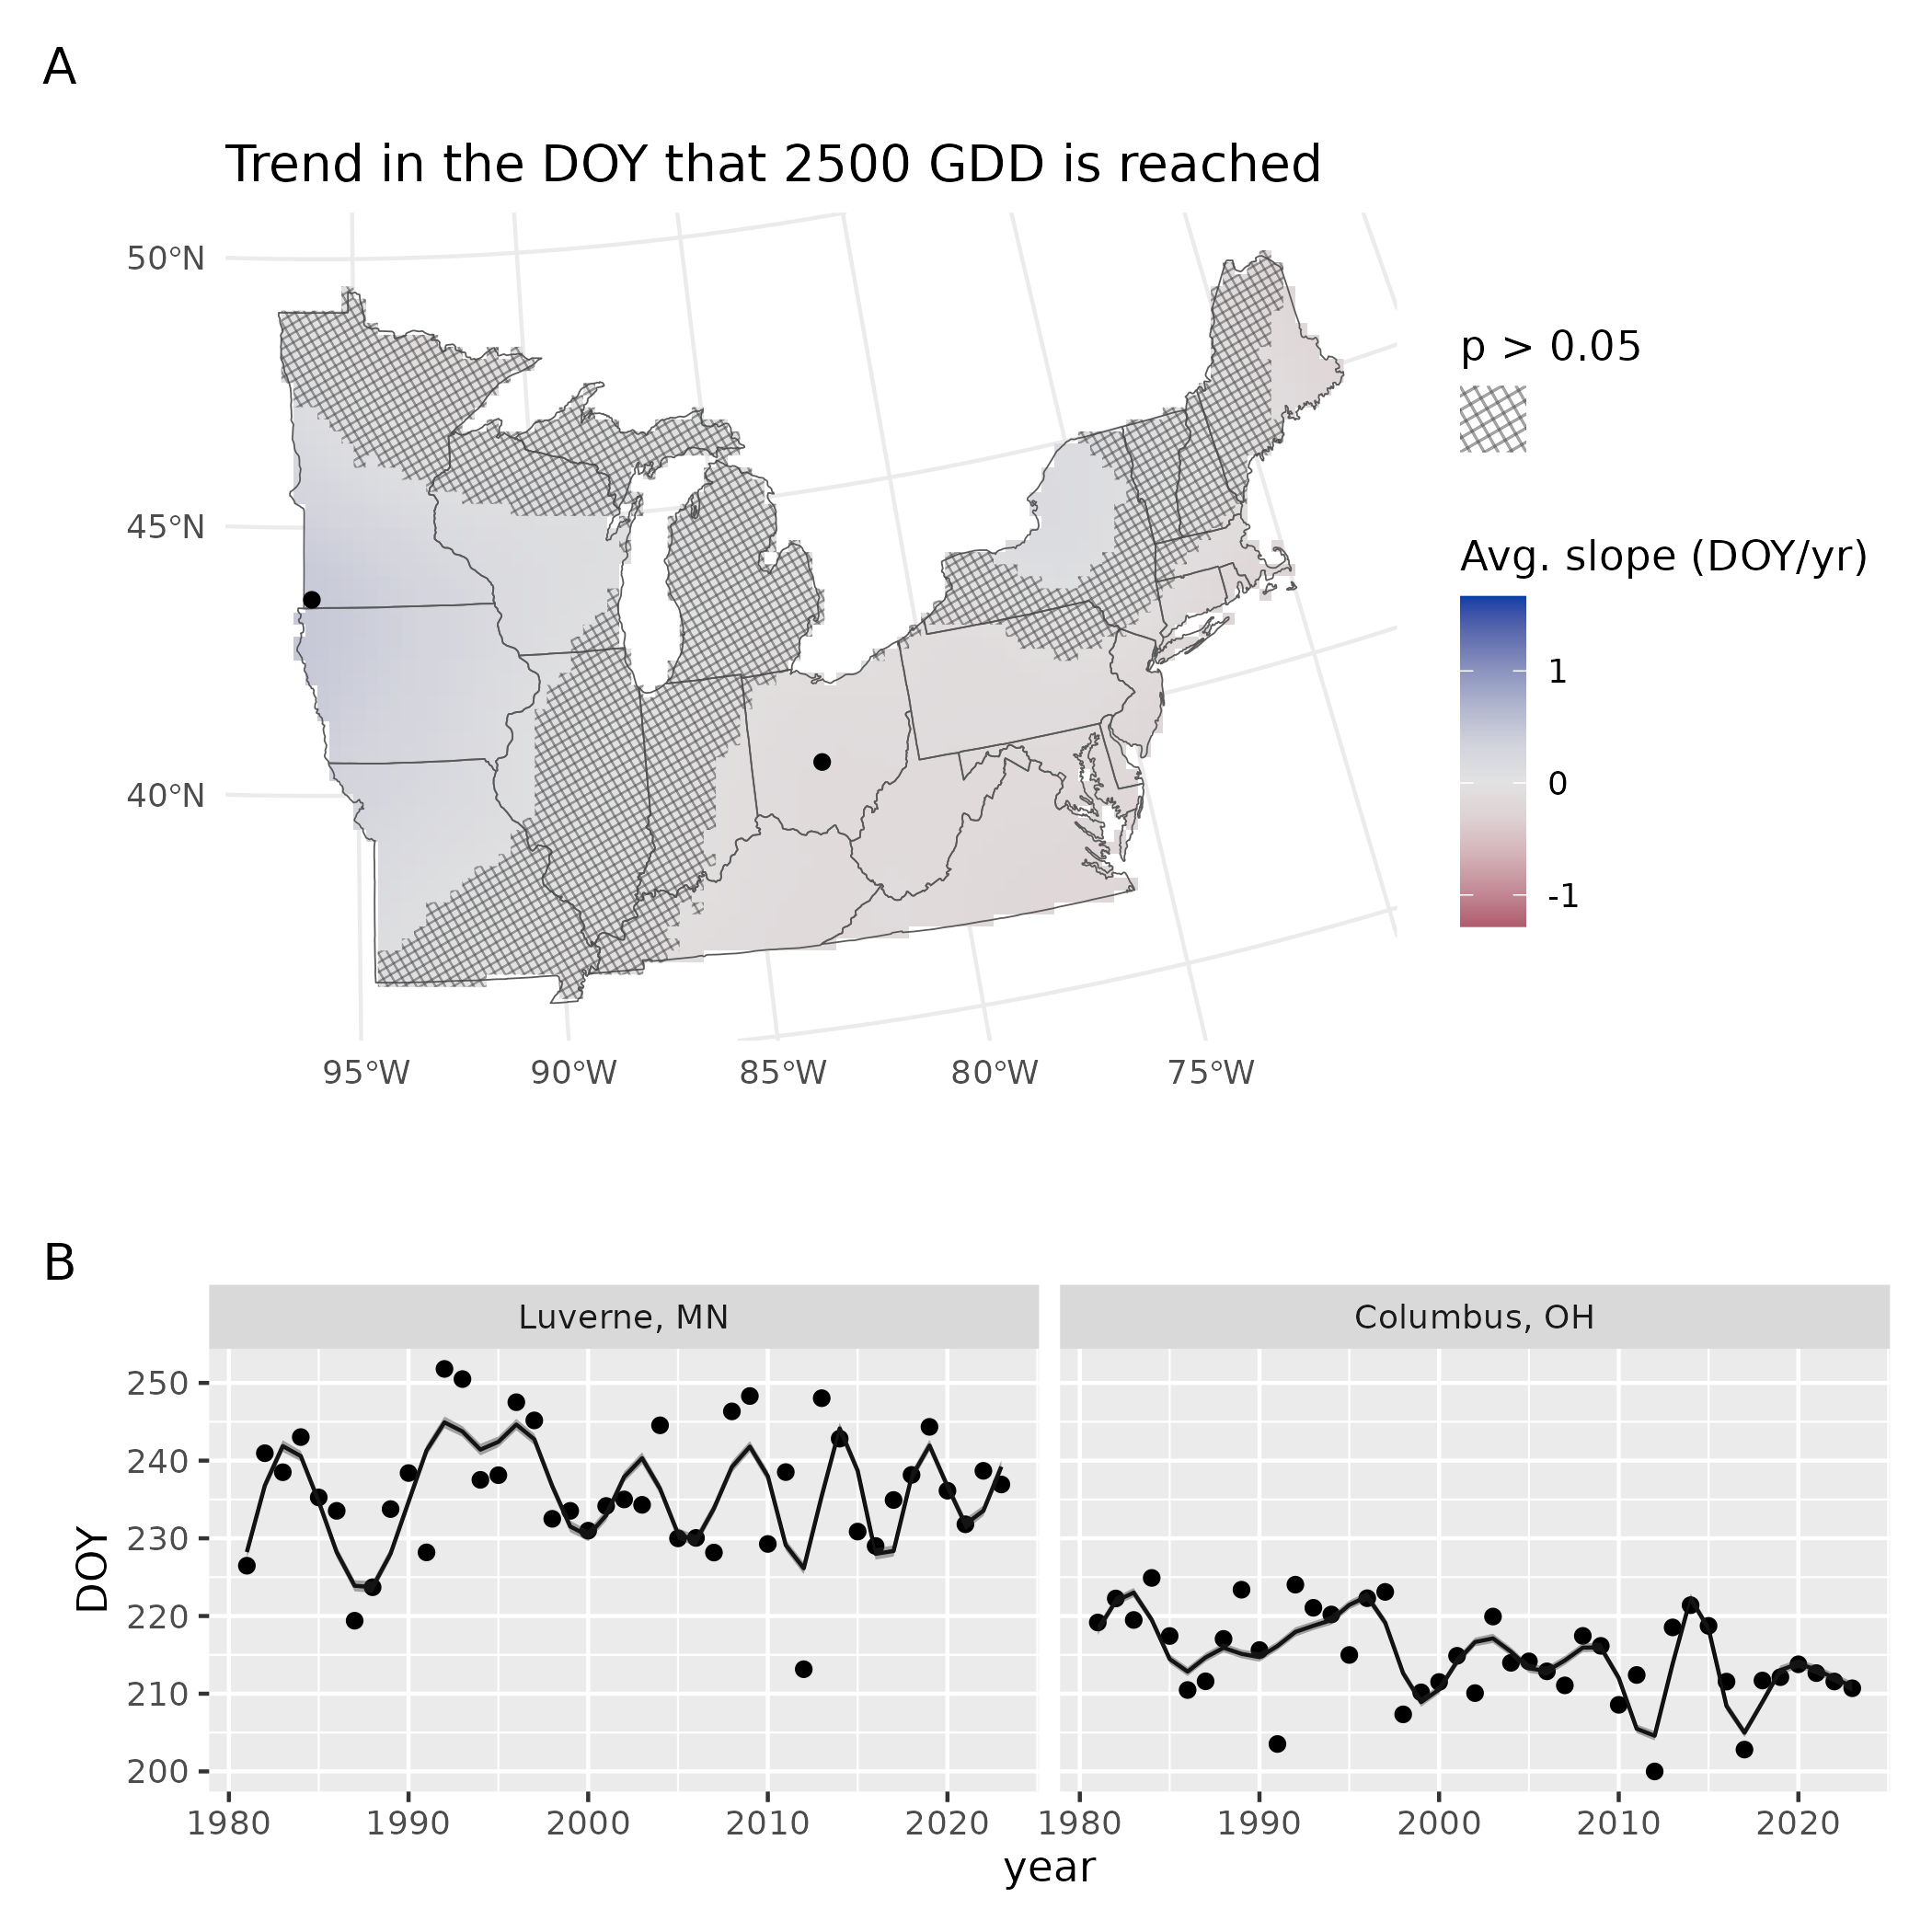 A
Trend in the DOY that 2500 GDD is reached
50°N
45°N
40°N
95°W 90°W 85°W 80°W 75°W
p > 0.05
Avg. slope (DOY/yr)
1
0
-1
B
Luverne, MN Columbus, OH
DOY
250
240
230
220
210
200
1980 1990 2000 2010 2020 1980 1990 2000 2010 2020
year